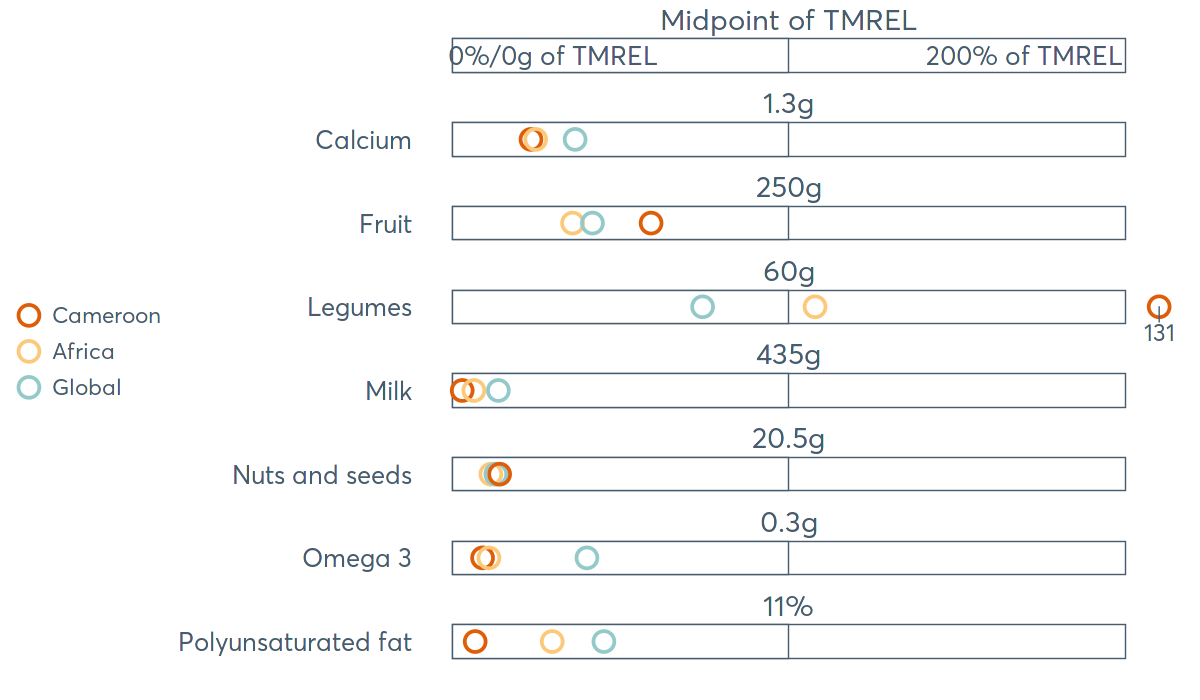 Midpoint of TMREL
0%/0g of TMREL
200% of TMREL
1.3g
Calcium
250g
Fruit
60g
Legumes
131
435g
Milk
20.5g
Nuts and seeds
0.3g
Omega 3
11%
Polyunsaturated fat
Cameroon
Africa
Global